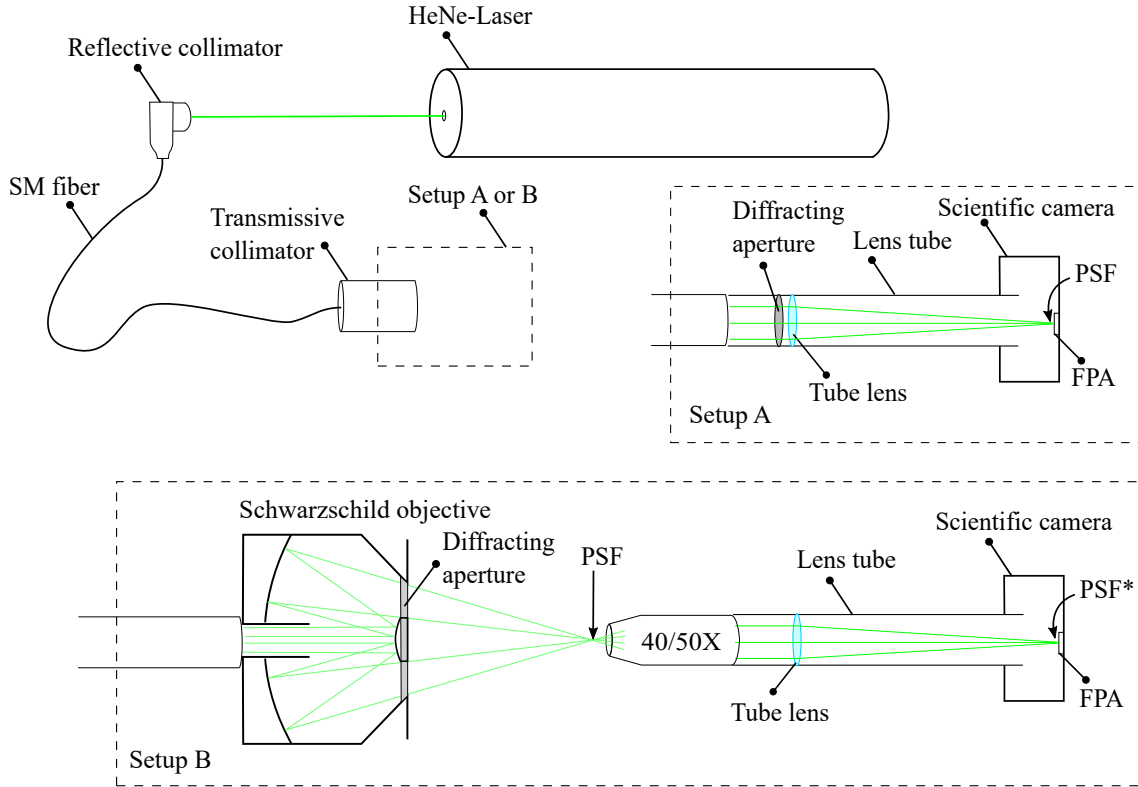 HeNe-Laser
Reflective collimator
SM fiber
Setup A or B
Transmissive
collimator
Diffracting
aperture
Lens tube
Scientific camera
PSF
FPA
Tube lens
Setup A
Schwarzschild objective
Diffracting
aperture
PSF
Lens tube
Scientific camera
PSF*
40/50X
FPA
Tube lens
Setup B